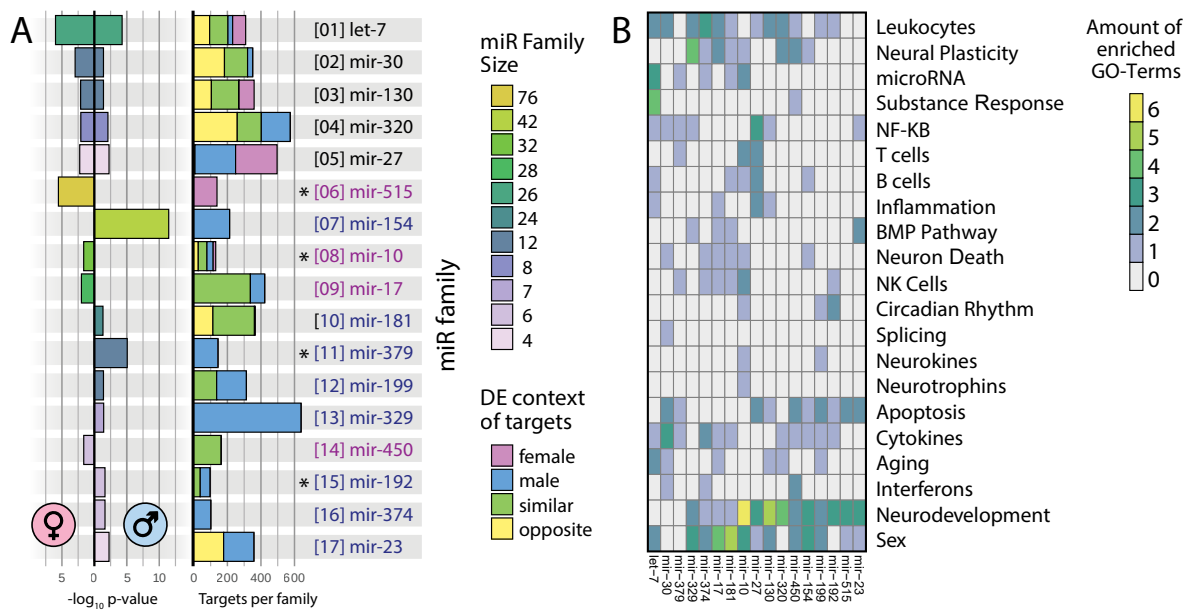 A
[01] let-7
[02] mir-30
[03] mir-130
[04] mir-320
[05] mir-27
* [06] mir-515
[07] mir-154
* [08] mir-10
[09] mir-17
[10] mir-181
* [11] mir-379
[12] mir-199
[13] mir-329
[14] mir-450
* [15] mir-192
[16] mir-374
[17] mir-23
♀ ♂
5 0 5 10
-log10 p-value
0 200 400 600
Targets per family
miR family
miR Family
Size
76
42
32
28
26
24
12
8
7
6
4
DE context
of targets
female
male
similar
opposite
B
Leukocytes
Neural Plasticity
microRNA
Substance Response
NF-KB
T cells
B cells
Inflammation
BMP Pathway
Neuron Death
NK Cells
Circadian Rhythm
Splicing
Neurokines
Neurotrophins
Apoptosis
Cytokines
Aging
Interferons
Neurodevelopment
Sex
let-7
mir-30
mir-379
mir-329
mir-374
mir-17
mir-181
mir-10
mir-27
mir-130
mir-320
mir-450
mir-154
mir-199
mir-192
mir-515
mir-23
Amount of
enriched
GO-Terms
6
5
4
3
2
1
0